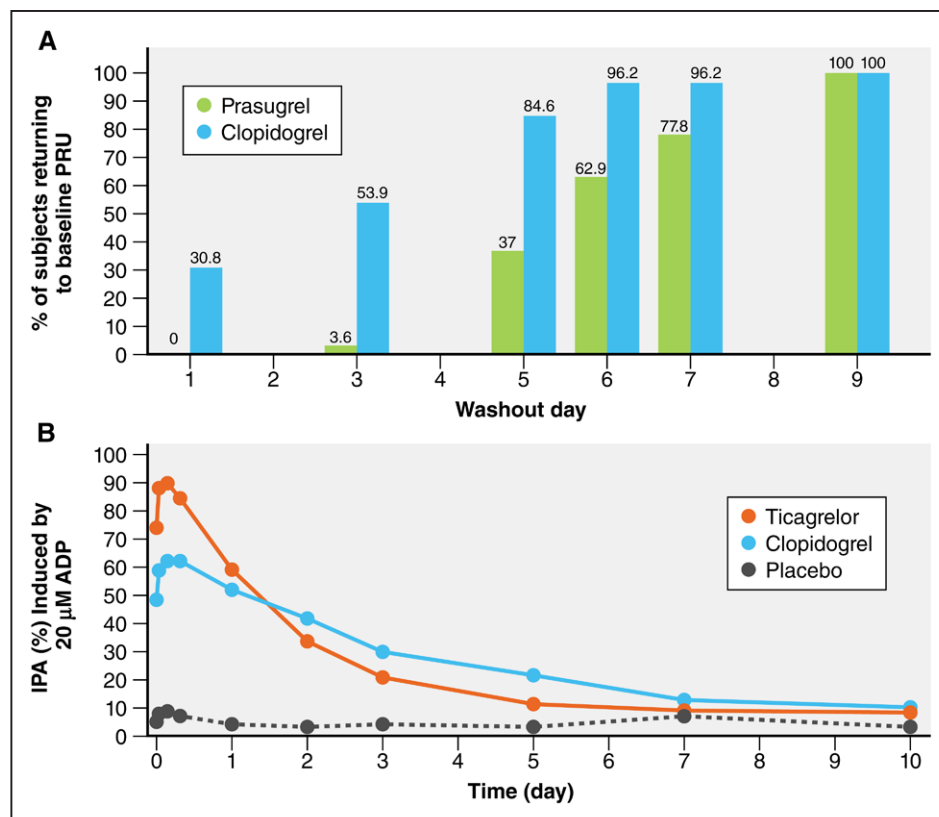 A
% of subjects returning
to baseline PRU
100
90
80
70
60
50
40
30
20
10
0
Prasugrel
Clopidogrel
0
30.8
3.6
53.9
37
84.6
62.9
96.2
77.8
96.2
100
100
1 2 3 4 5 6 7 8 9
Washout day
B
IPA (%) Induced by
20 µM ADP
100
90
80
70
60
50
40
30
20
10
0
Ticagrelor
Clopidogrel
Placebo
0 1 2 3 4 5 6 7 8 9 10
Time (day)